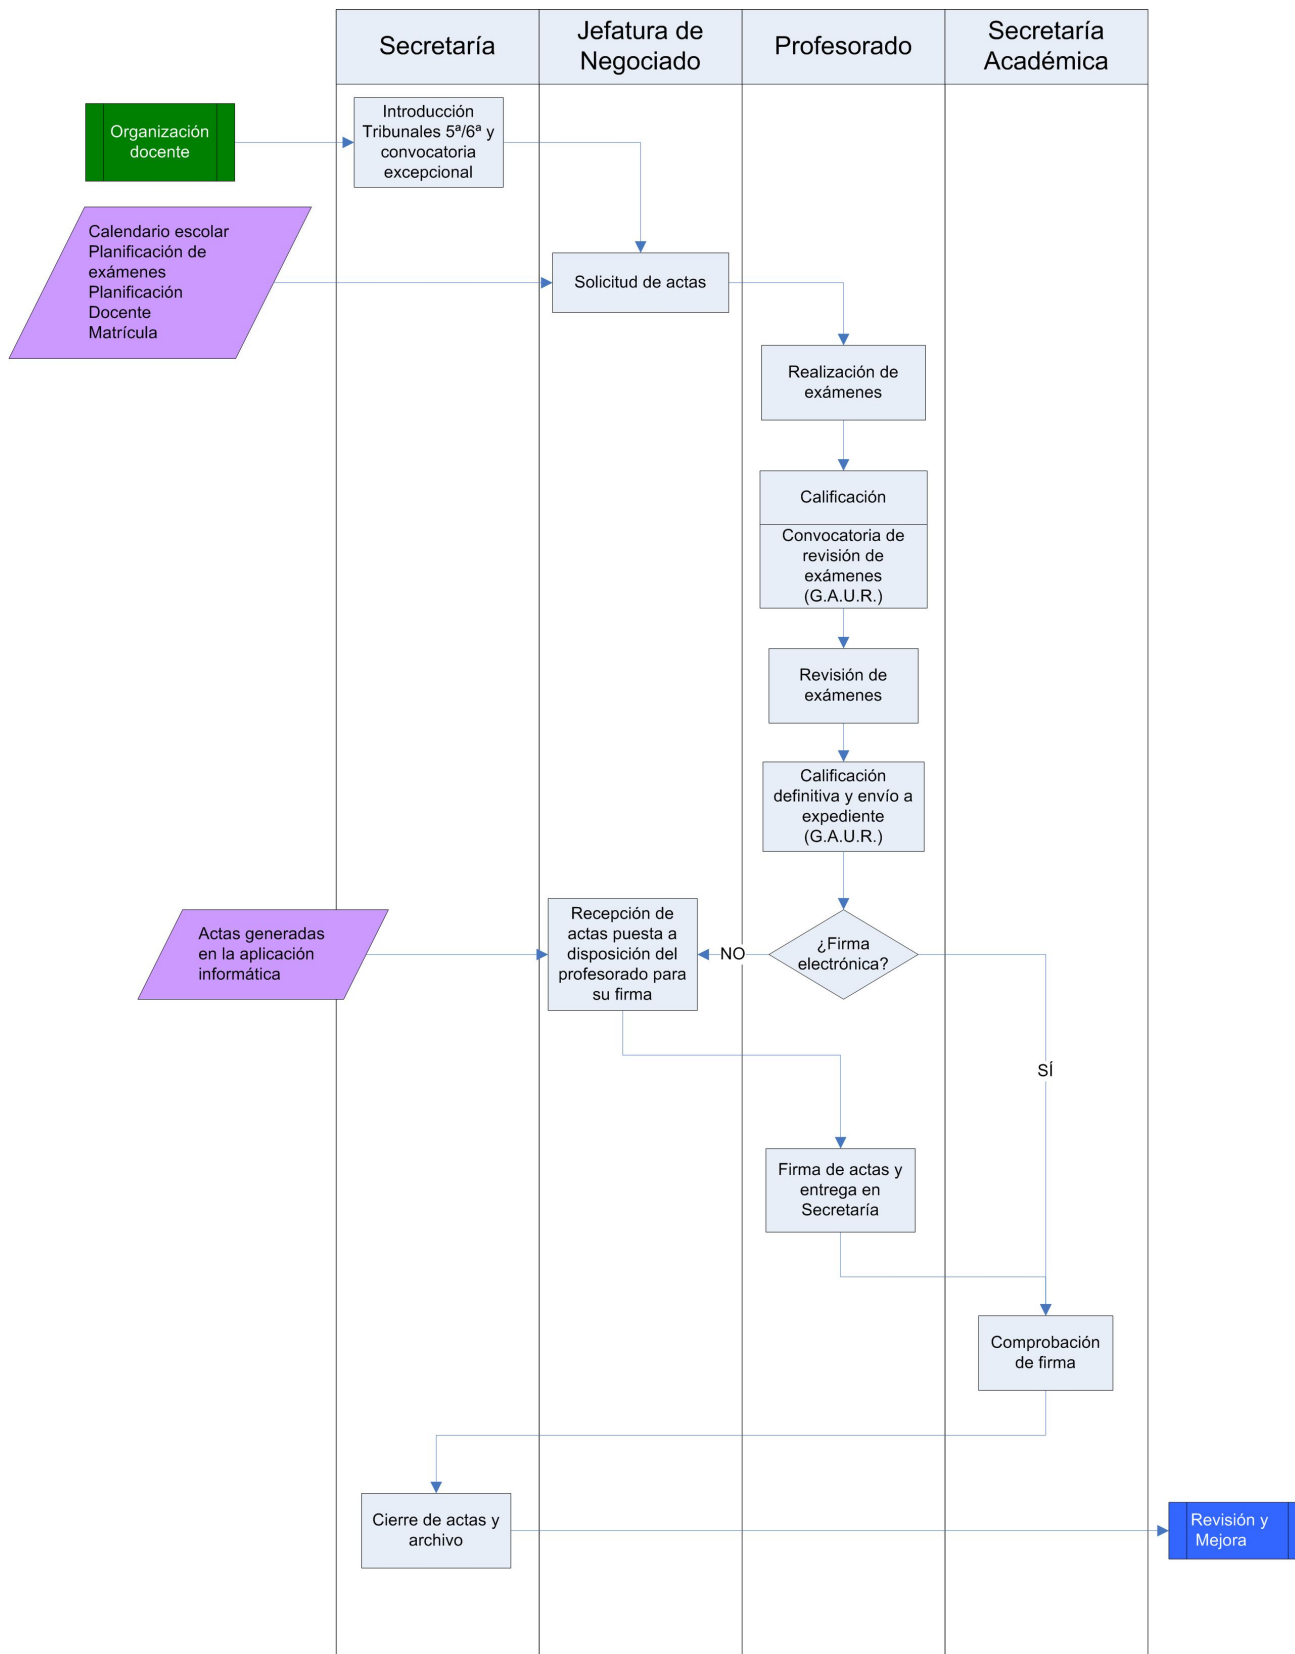 Secretaría
Jefatura de
Negociado
Profesorado
Secretaría
Académica
Organización
docente
Introducción
Tribunales 5ª/6ª y
convocatoria
excepcional
Calendario escolar
Planificación de
exámenes
Planificación
Docente
Matrícula
Solicitud de actas
Realización de
exámenes
Calificación
Convocatoria de
revisión de
exámenes
(G.A.U.R.)
Revisión de
exámenes
Calificación
definitiva y envío a
expediente
(G.A.U.R.)
Actas generadas
en la aplicación
informática
Recepción de
actas puesta a
disposición del
profesorado para
su firma
NO
¿Firma
electrónica?
SÍ
Firma de actas y
entrega en
Secretaría
Comprobación
de firma
Cierre de actas y
archivo
Revisión y
Mejora